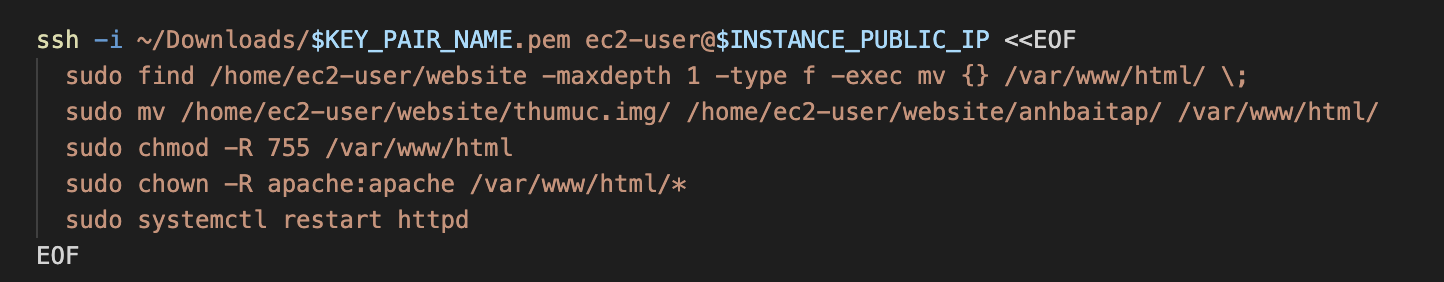 ssh -i ~/Downloads/$KEY_PAIR_NAME.pem ec2-user@$INSTANCE_PUBLIC_IP <<EOF
sudo find /home/ec2-user/website -maxdepth 1 -type f -exec mv {} /var/www/html/ \;
sudo mv /home/ec2-user/website/thumuc.img/ /home/ec2-user/website/anhbaitap/ /var/www/html/
sudo chmod -R 755 /var/www/html
sudo chown -R apache:apache /var/www/html/*
sudo systemctl restart httpd
EOF